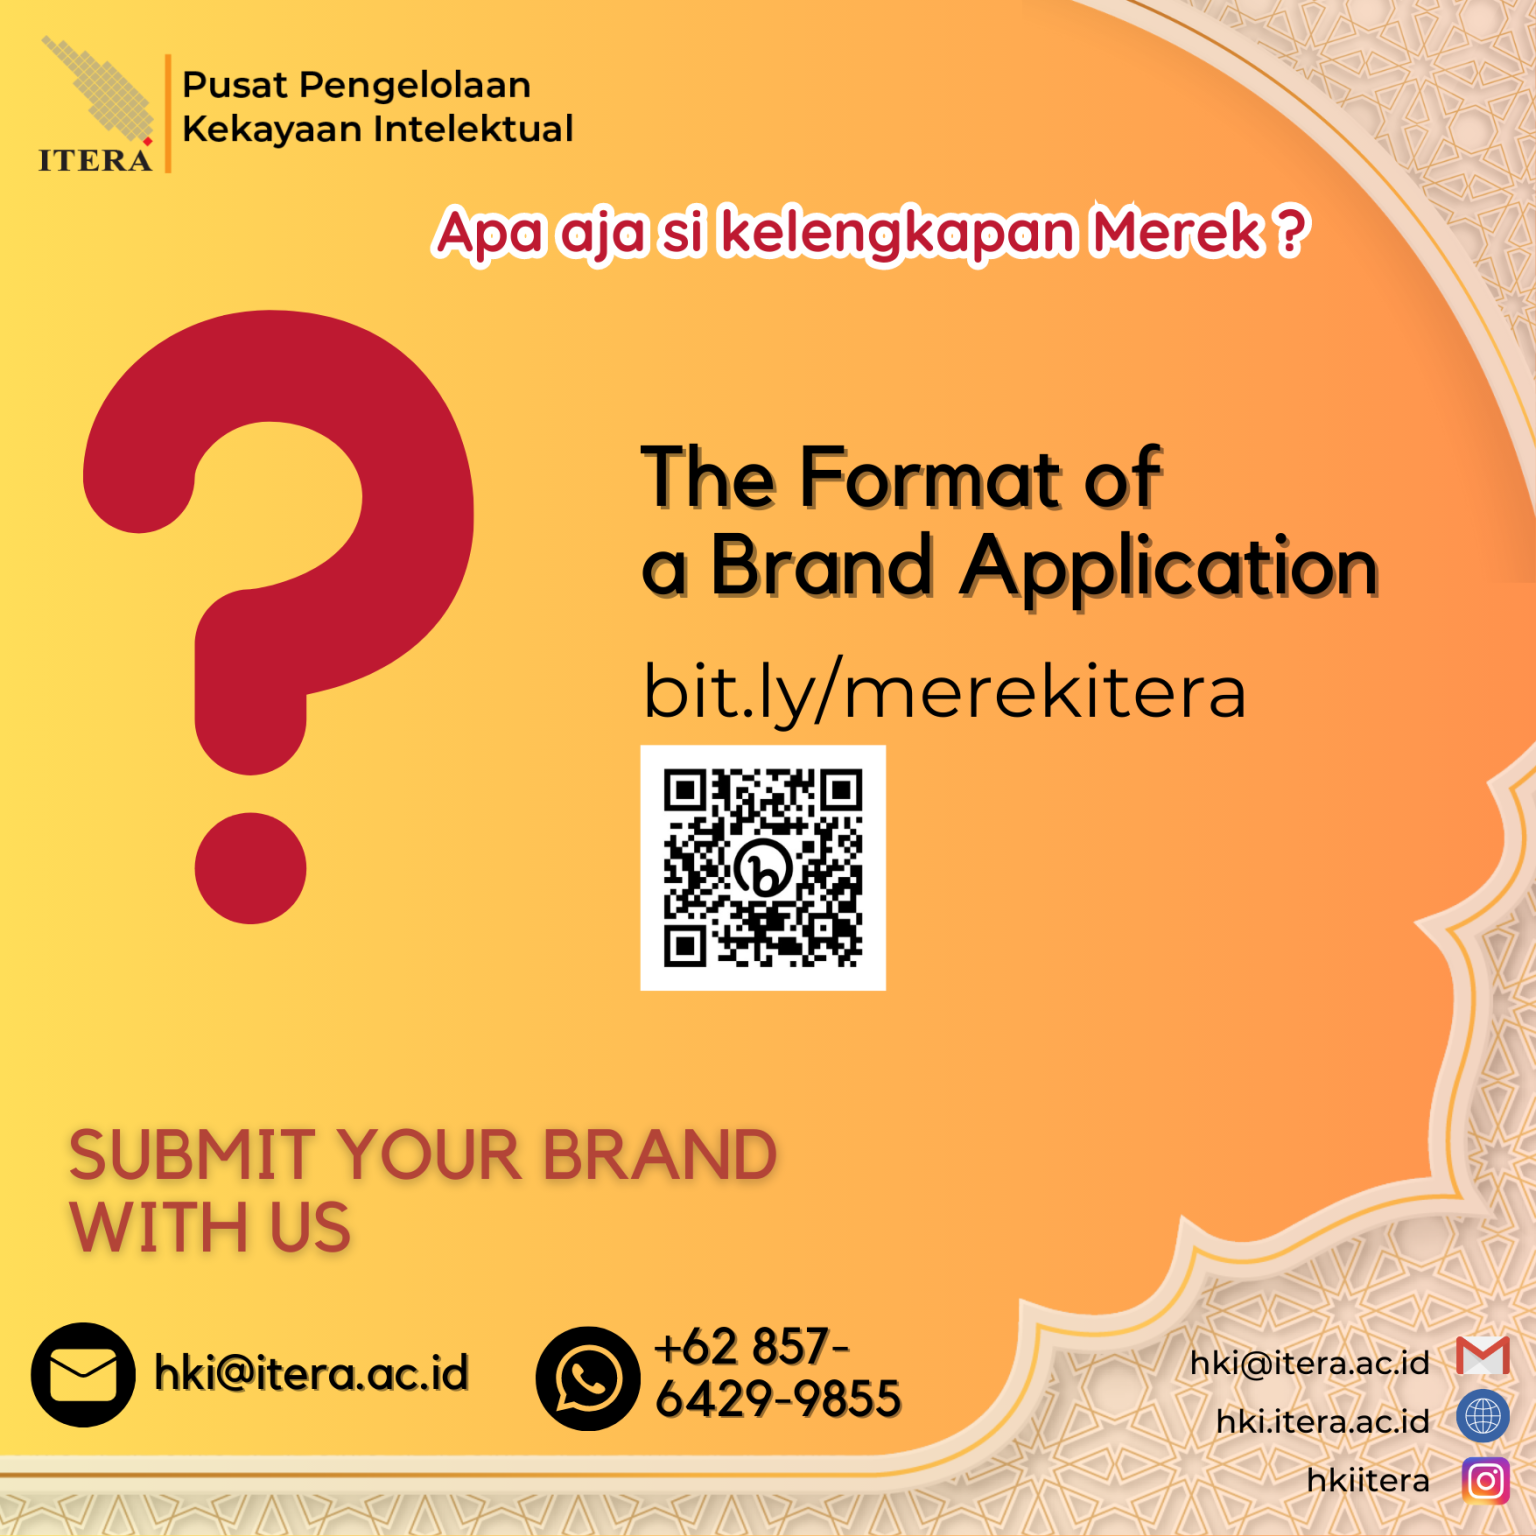 ITERA
Pusat Pengelolaan
Kekayaan Intelektual
Apa aja si kelengkapan Merek ?
The Format of
a Brand Application
bit.ly/merekitera
b
SUBMIT YOUR BRAND
WITH US
hki@itera.ac.id
+62 857-
6429-9855
hki@itera.ac.id
hki.itera.ac.id
hkiitera